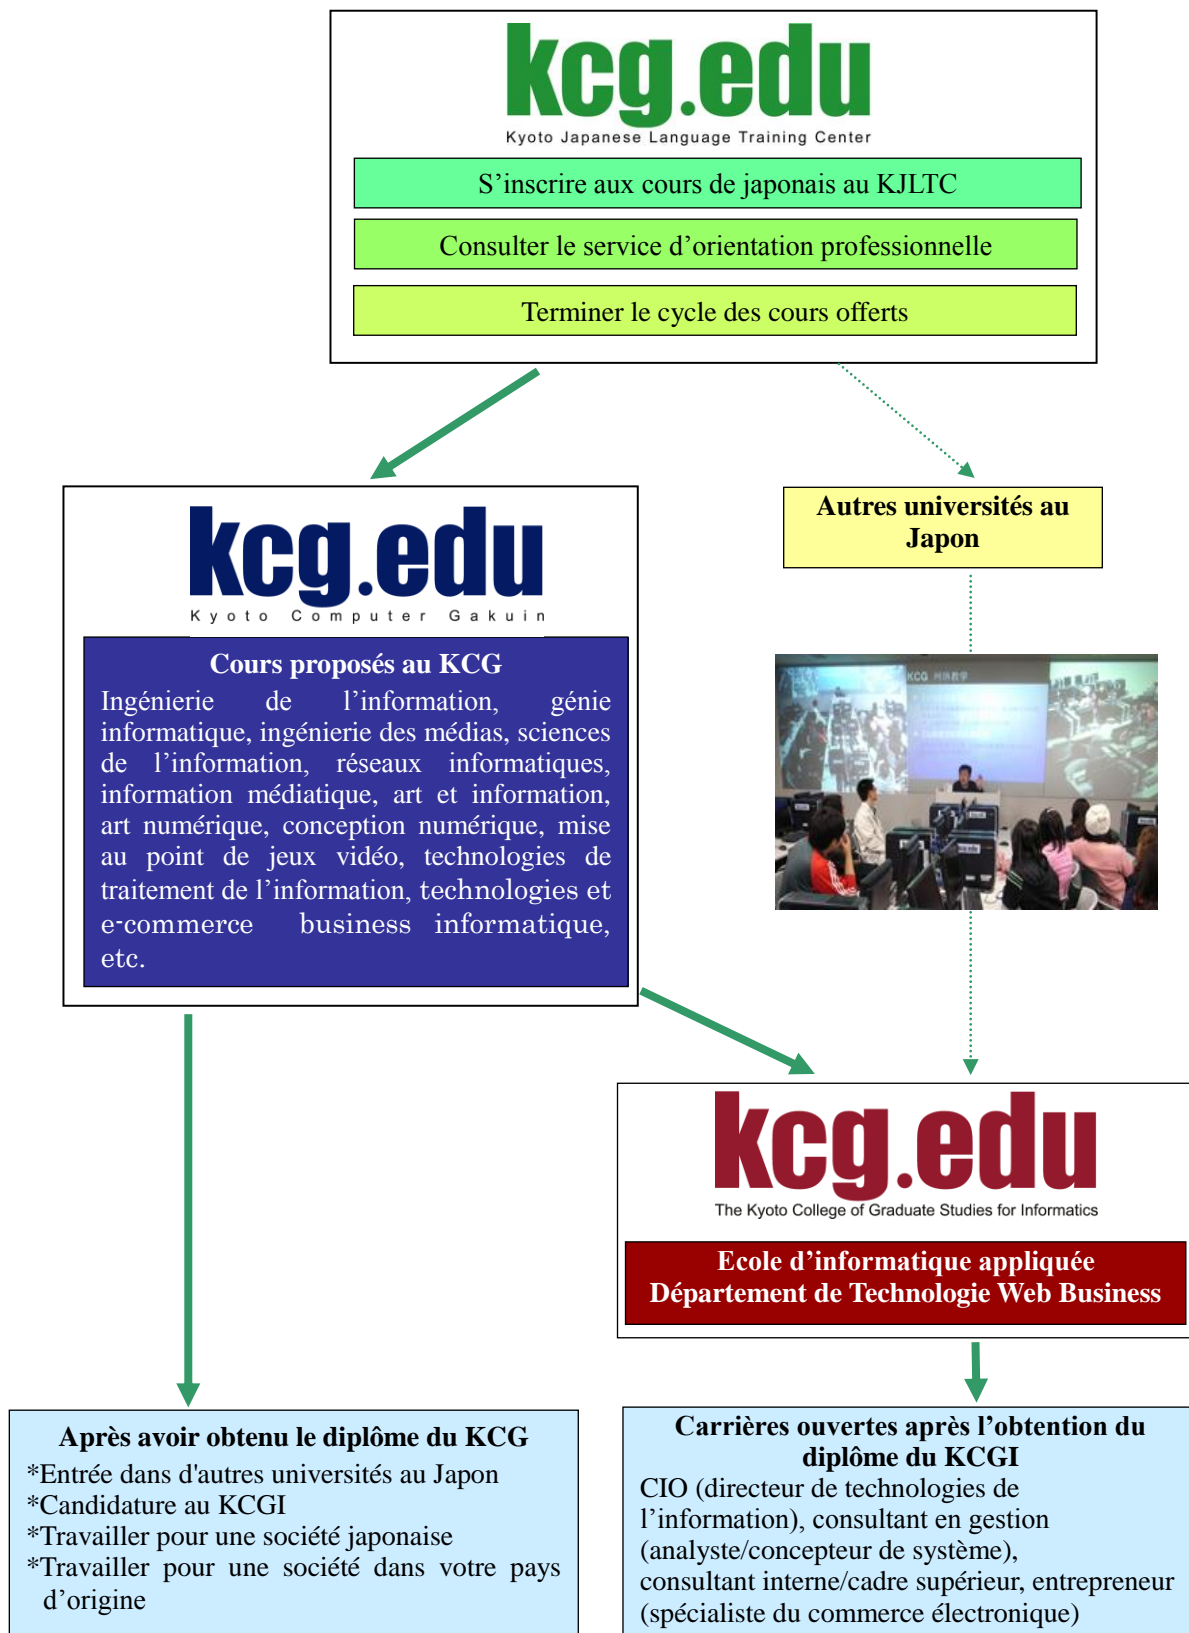 kcg.edu
Kyoto Japanese Language Training Center
S’inscrire aux cours de japonais au KJLTC
Consulter le service d’orientation professionnelle
Terminer le cycle des cours offerts
kcg.edu
Kyoto Computer Gakuin
Cours proposés au KCG
Ingénierie de l’information, génie
informatique, ingénierie des médias, sciences
de l’information, réseaux informatiques,
information médiatique, art et information,
art numérique, conception numérique, mise
au point de jeux vidéo, technologies de
traitement de l’information, technologies et
e-commerce business informatique,
etc.
Autres universités au
Japon
KCG
kcg.edu
The Kyoto College of Graduate Studies for Informatics
Ecole d’informatique appliquée
Département de Technologie Web Business
Après avoir obtenu le diplôme du KCG
*Entrée dans d'autres universités au Japon
*Candidature au KCGI
*Travailler pour une société japonaise
*Travailler pour une société dans votre pays
d’origine
Carrières ouvertes après l’obtention du
diplôme du KCGI
CIO (directeur de technologies de
l’information), consultant en gestion
(analyste/concepteur de système),
consultant interne/cadre supérieur, entrepreneur
(spécialiste du commerce électronique)